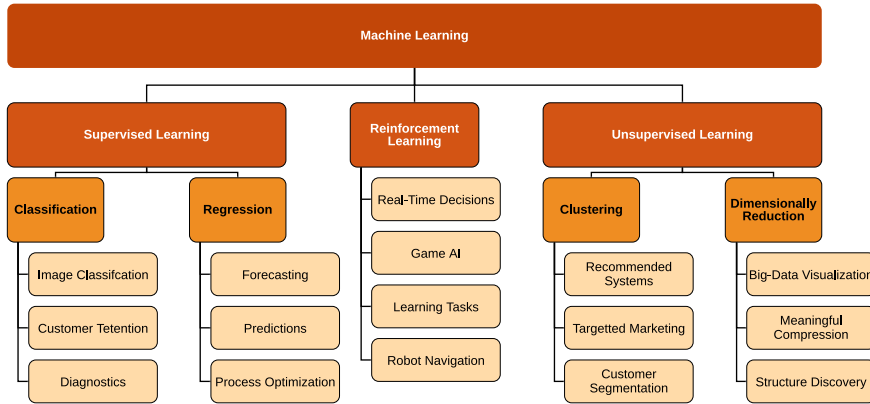 Machine Learning
Supervised Learning
Reinforcement
Learning
Unsupervised Learning
Classification
Regression
Clustering
Dimensionally
Reduction
Real-Time Decisions
Game AI
Learning Tasks
Robot Navigation
Image Classifcation
Customer Tetention
Diagnostics
Forecasting
Predictions
Process Optimization
Recommended
Systems
Targetted Marketing
Customer
Segmentation
Big-Data Visualization
Meaningful
Compression
Structure Discovery